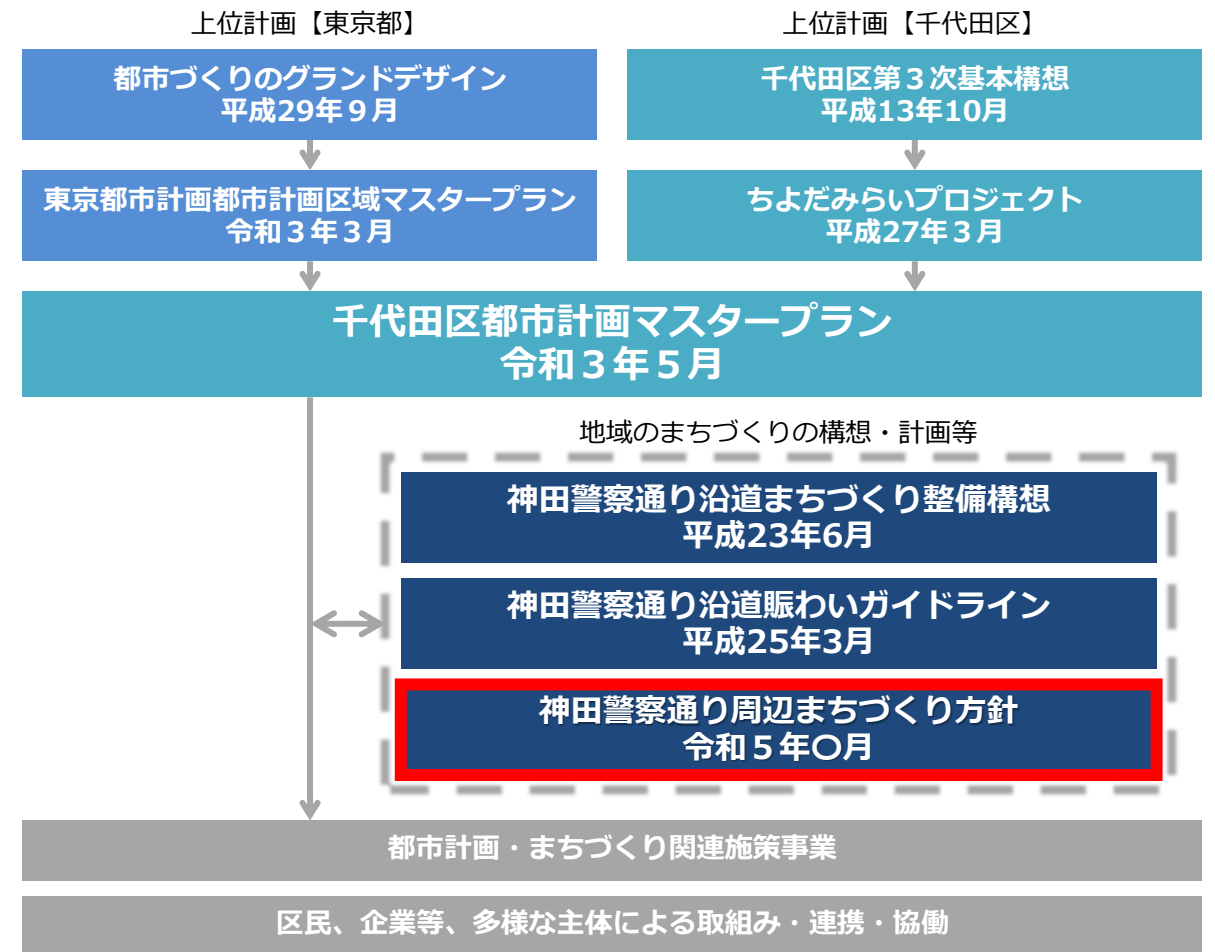 上位計画【東京都】
上位計画【千代田区】
都市づくりのグランドデザイン
平成29年９月
千代田区第３次基本構想
平成13年10月
東京都市計画都市計画区域マスタープラン
令和３年３月
ちよだみらいプロジェクト
平成27年３月
千代田区都市計画マスタープラン
令和３年５月
地域のまちづくりの構想・計画等
神田警察通り沿道まちづくり整備構想
平成23年6月
神田警察通り沿道賑わいガイドライン
平成25年3月
神田警察通り周辺まちづくり方針
令和５年〇月
都市計画・まちづくり関連施策事業
区民、企業等、多様な主体による取組み・連携・協働